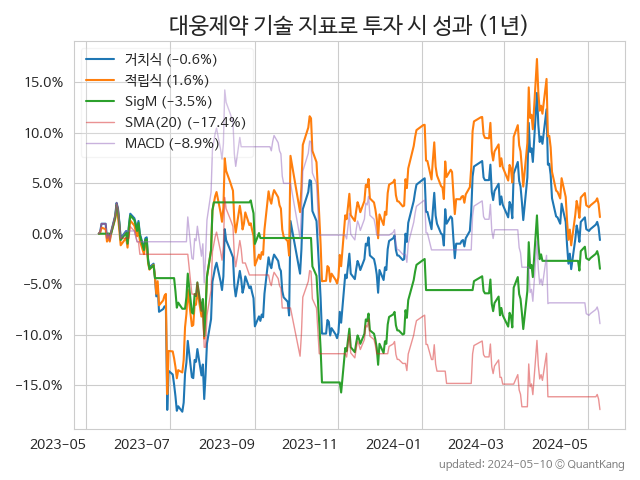 대웅제약 기술 지표로 투자 시 성과 (1년)
거치식 (−0.6%)
적립식 (1.6%)
SigM (−3.5%)
SMA(20) (−17.4%)
MACD (−8.9%)
15.0%
10.0%
5.0%
0.0%
−5.0%
−10.0%
−15.0%
2023-05 2023-07 2023-09 2023-11 2024-01 2024-03 2024-05
updated: 2024-05-10 ⓒ QuantKang